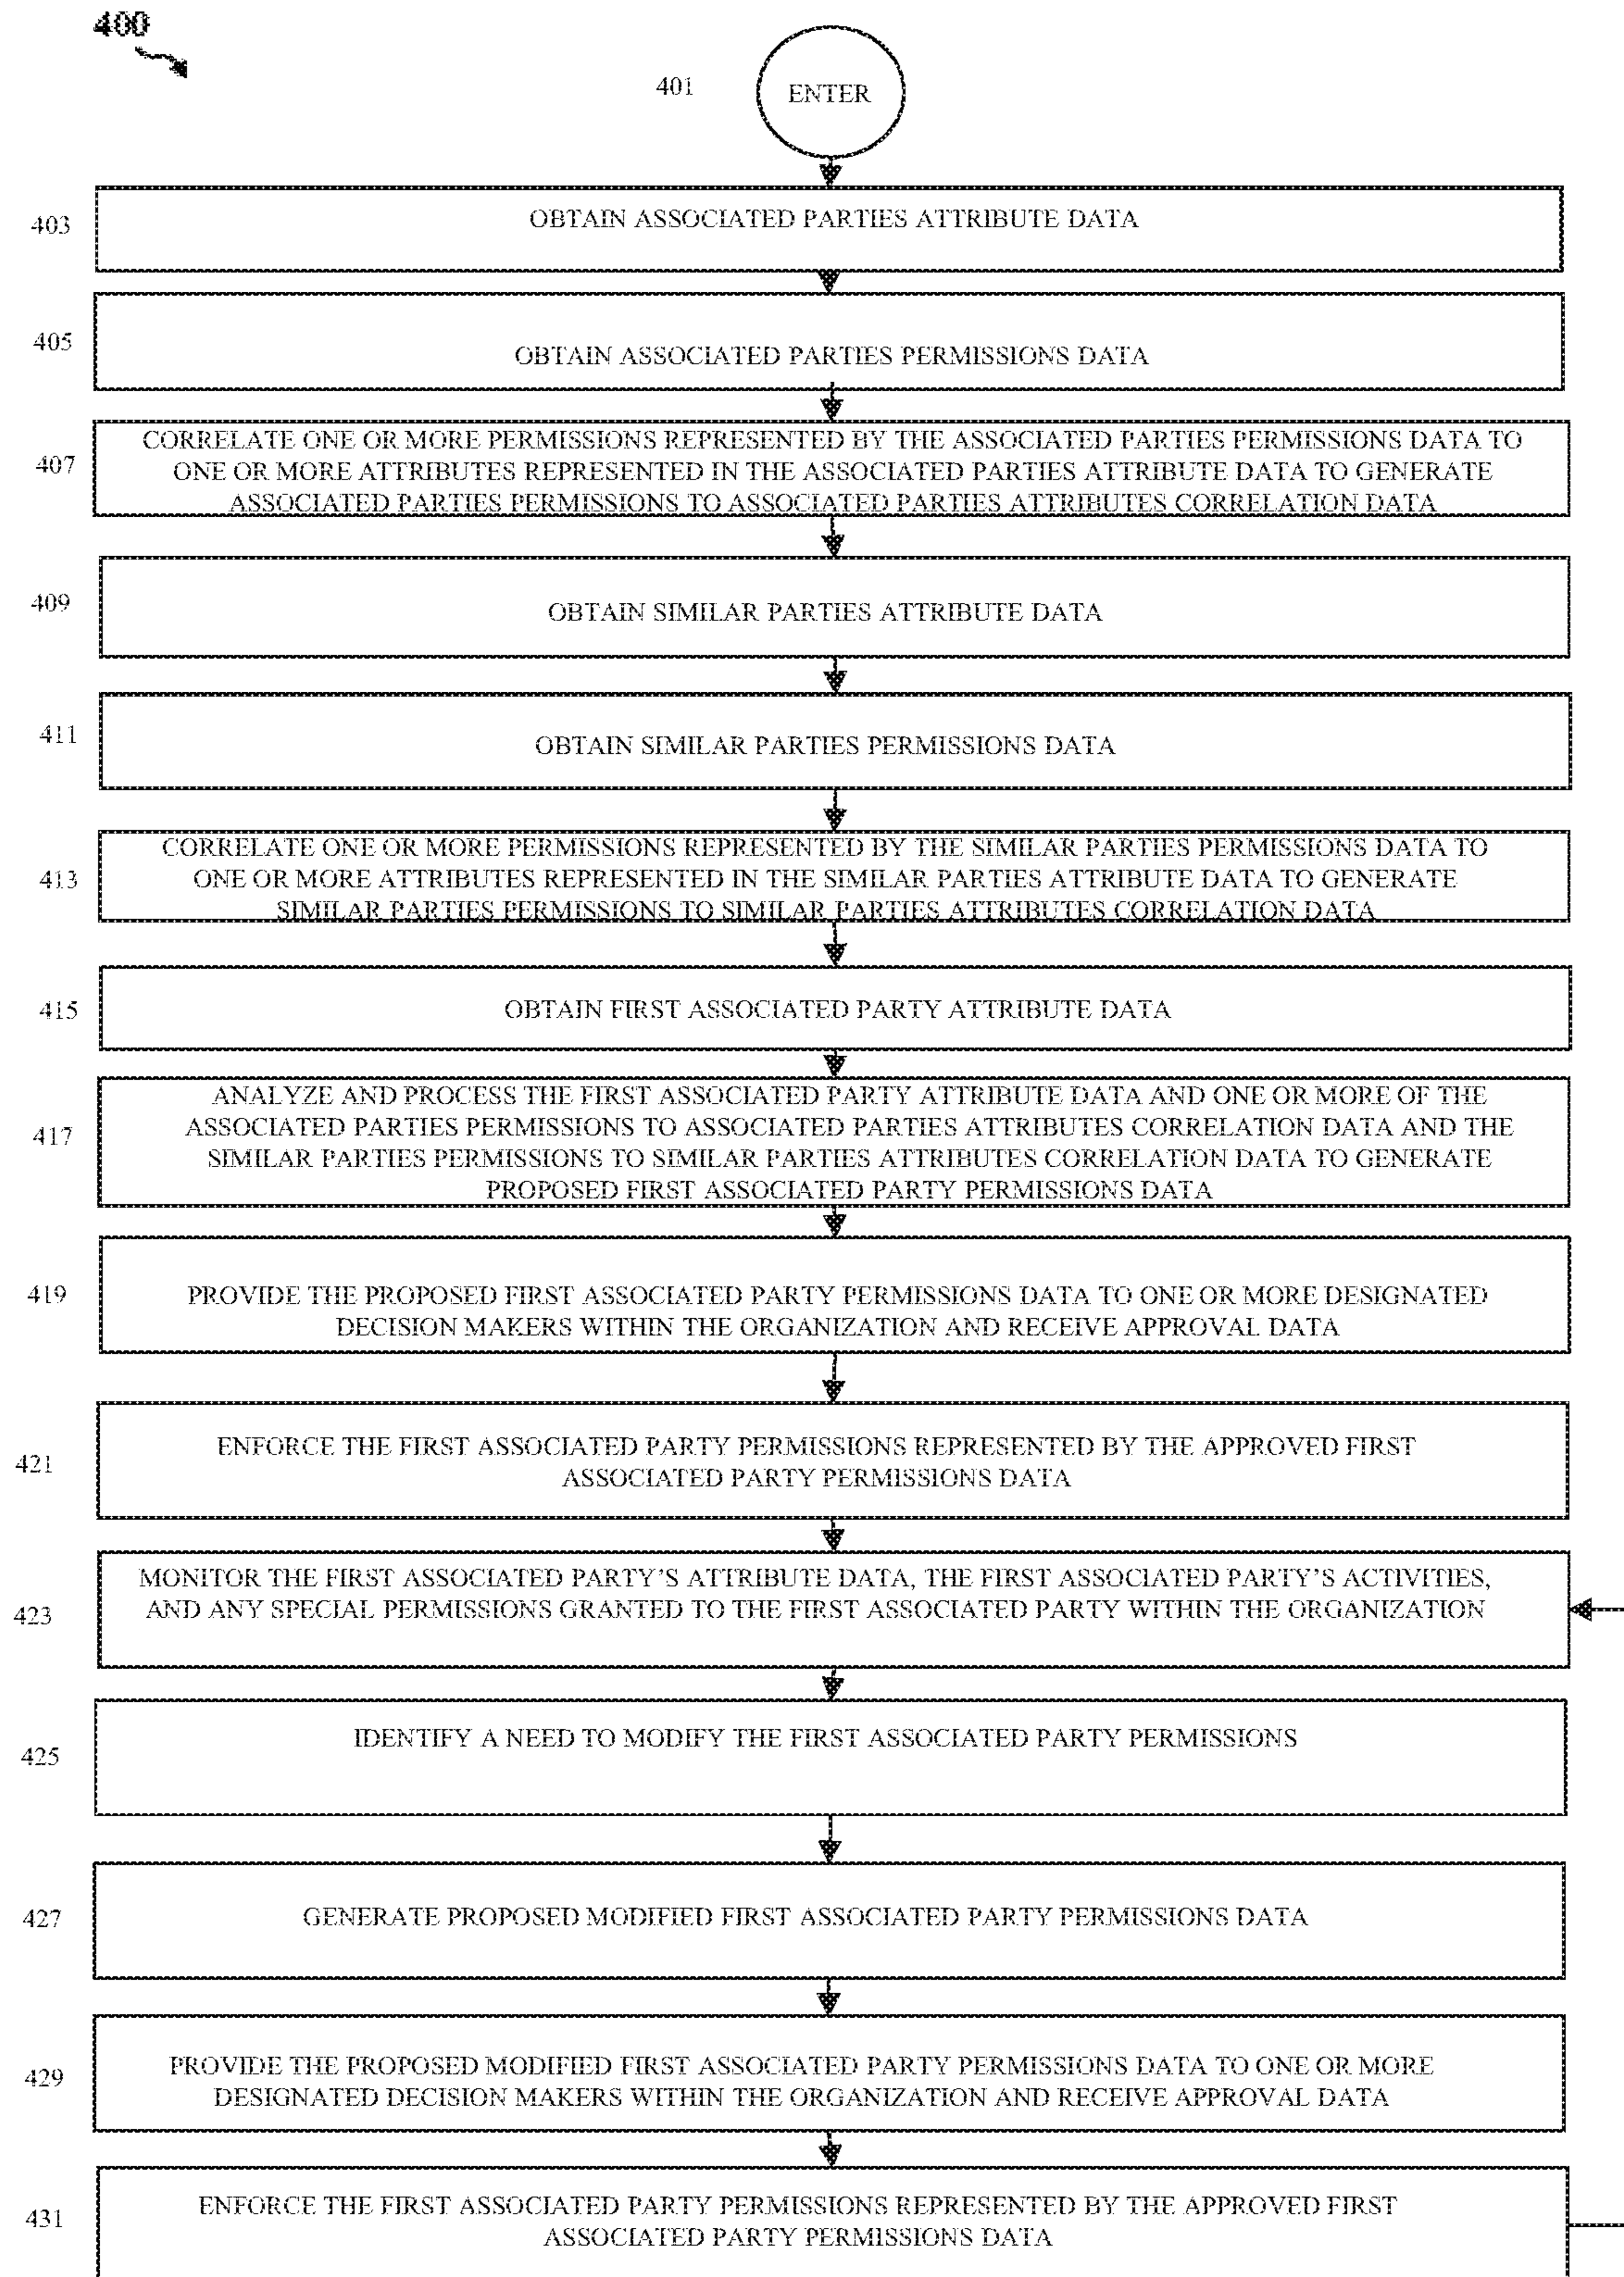 400
401
ENTER
403
OBTAIN ASSOCIATED PARTIES ATTRIBUTE DATA
405
OBTAIN ASSOCIATED PARTIES PERMISSIONS DATA
407
CORRELATE ONE OR MORE PERMISSIONS REPRESENTED BY THE ASSOCIATED PARTIES PERMISSIONS DATA TO
ONE OR MORE ATTRIBUTES REPRESENTED IN THE ASSOCIATED PARTIES ATTRIBUTE DATA TO GENERATE
ASSOCIATED PARTIES PERMISSIONS TO ASSOCIATED PARTIES ATTRIBUTES CORRELATION DATA
409
OBTAIN SIMILAR PARTIES ATTRIBUTE DATA
411
OBTAIN SIMILAR PARTIES PERMISSIONS DATA
413
CORRELATE ONE OR MORE PERMISSIONS REPRESENTED BY THE SIMILAR PARTIES PERMISSIONS DATA TO
ONE OR MORE ATTRIBUTES REPRESENTED IN THE SIMILAR PARTIES ATTRIBUTE DATA TO GENERATE
SIMILAR PARTIES PERMISSIONS TO SIMILAR PARTIES ATTRIBUTES CORRELATION DATA
415
OBTAIN FIRST ASSOCIATED PARTY ATTRIBUTE DATA
417
ANALYZE AND PROCESS THE FIRST ASSOCIATED PARTY ATTRIBUTE DATA AND ONE OR MORE OF THE
ASSOCIATED PARTIES PERMISSIONS TO ASSOCIATED PARTIES ATTRIBUTES CORRELATION DATA AND THE
SIMILAR PARTIES PERMISSIONS TO SIMILAR PARTIES ATTRIBUTES CORRELATION DATA TO GENERATE
PROPOSED FIRST ASSOCIATED PARTY PERMISSIONS DATA
419
PROVIDE THE PROPOSED FIRST ASSOCIATED PARTY PERMISSIONS DATA TO ONE OR MORE DESIGNATED
DECISION MAKERS WITHIN THE ORGANIZATION AND RECEIVE APPROVAL DATA
421
ENFORCE THE FIRST ASSOCIATED PARTY PERMISSIONS REPRESENTED BY THE APPROVED FIRST
ASSOCIATED PARTY PERMISSIONS DATA
423
MONITOR THE FIRST ASSOCIATED PARTY'S ATTRIBUTE DATA, THE FIRST ASSOCIATED PARTY'S ACTIVITIES,
AND ANY SPECIAL PERMISSIONS GRANTED TO THE FIRST ASSOCIATED PARTY WITHIN THE ORGANIZATION
425
IDENTIFY A NEED TO MODIFY THE FIRST ASSOCIATED PARTY PERMISSIONS
427
GENERATE PROPOSED MODIFIED FIRST ASSOCIATED PARTY PERMISSIONS DATA
429
PROVIDE THE PROPOSED MODIFIED FIRST ASSOCIATED PARTY PERMISSIONS DATA TO ONE OR MORE
DESIGNATED DECISION MAKERS WITHIN THE ORGANIZATION AND RECEIVE APPROVAL DATA
431
ENFORCE THE FIRST ASSOCIATED PARTY PERMISSIONS REPRESENTED BY THE APPROVED FIRST
ASSOCIATED PARTY PERMISSIONS DATA